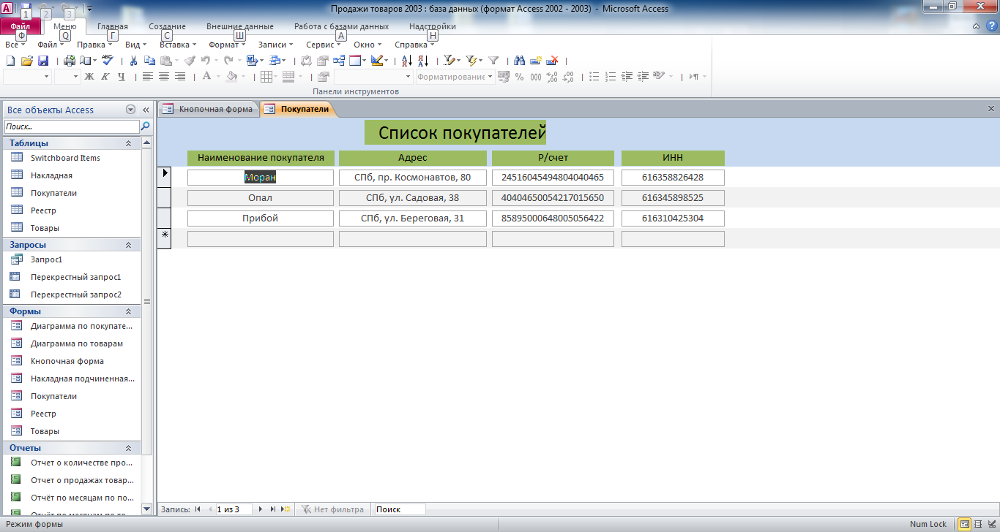 Продажи товаров 2003 : база данных (формат Access 2002 - 2003) - Microsoft Access
1 2 3
Файл Меню Главная Создание Внешние данные Работа с базами данных Надстройки
Ф Q Г С Ш А Н
Все Файл Правка Вид Вставка Формат Записи Сервис Окно Справка
Ж К Ч А Форматирование % 000
Панели инструментов
Все объекты Access
Поиск...
Таблицы
Switchboard Items
Накладная
Покупатели
Реестр
Товары
Запросы
Запрос1
Перекрестный запрос1
Перекрестный запрос2
Формы
Диаграмма по покупате...
Диаграмма по товарам
Кнопочная форма
Накладная подчиненная...
Покупатели
Реестр
Товары
Отчеты
Отчет о количестве про...
Отчет о продажах товар...
Отчёт по месяцам по по...
Отчёт по месяцам по то...
Кнопочная форма Покупатели
Список покупателей
Наименование покупателя Адрес Р/счет ИНН
Моран СПб, пр. Космонавтов, 80 24516045494804040465 616358826428
Опал СПб, ул. Садовая, 38 40404650054217015650 616345898525
Прибой СПб, ул. Береговая, 31 85895000648005056422 616310425304
Запись: 1 из 3 Нет фильтра Поиск
Режим формы Num Lock